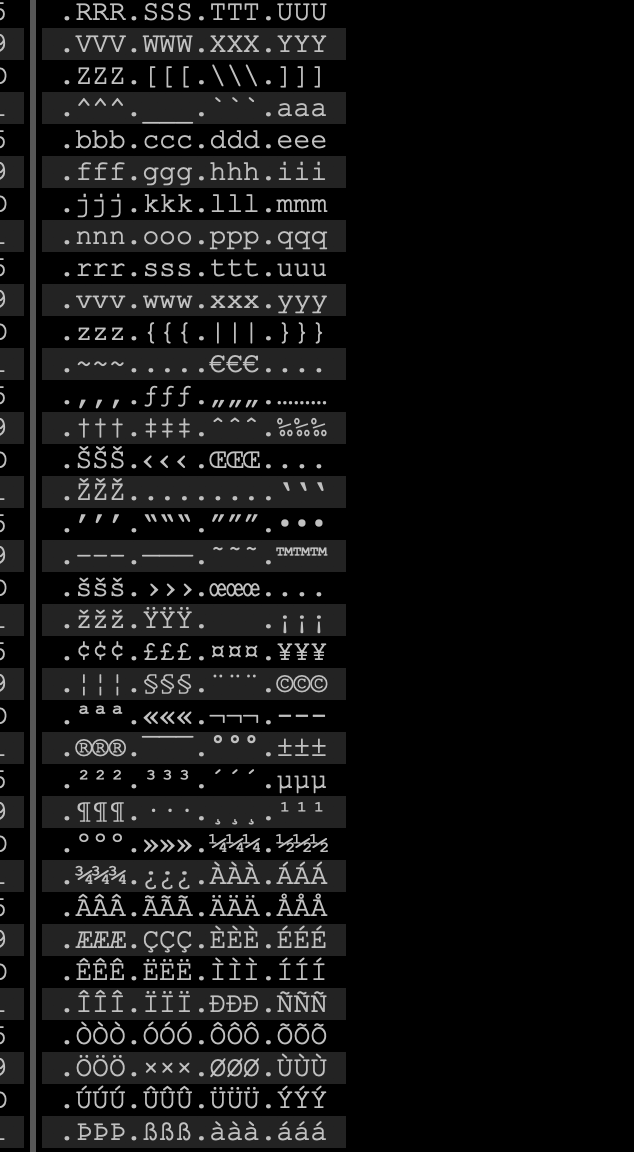 .RRR.SSS.TTT.UUU
.VVV.WWW.XXX.YYY
.ZZZ.[[[.\\\.]]]
.^^^.___.```.aaa
.bbb.ccc.ddd.eee
.fff.ggg.hhh.iii
.jjj.kkk.lll.mmm
.nnn.ooo.ppp.qqq
.rrr.sss.ttt.uuu
.vvv.www.xxx.yyy
.zzz.{{{.|||.}}}
.~~~.....€€€....
.‚‚‚.ƒƒƒ.„„„.………
.†††.‡‡‡.ˆˆˆ.‰‰‰
.ŠŠŠ.‹‹‹.ŒŒŒ....
.ŽŽŽ.........‘‘‘
.’’’.“““.”””.•••
.–––.———.˜˜˜.™™™
.ššš.›››.œœœ....
.žžž.ŸŸŸ.   .¡¡¡
.¢¢¢.£££.¤¤¤.¥¥¥
.¦¦¦.§§§.¨¨¨.©©©
.ªªª.«««.¬¬¬.---
.®®®.¯¯¯.°°°.±±±
.²²².³³³.´´´.µµµ
.¶¶¶.···.¸¸¸.¹¹¹
.ººº.»»».¼¼¼.½½½
.¾¾¾.¿¿¿.ÀÀÀ.ÁÁÁ
.ÂÂÂ.ÃÃÃ.ÄÄÄ.ÅÅÅ
.ÆÆÆ.ÇÇÇ.ÈÈÈ.ÉÉÉ
.ÊÊÊ.ËËË.ÌÌÌ.ÍÍÍ
.ÎÎÎ.ÏÏÏ.ÐÐÐ.ÑÑÑ
.ÒÒÒ.ÓÓÓ.ÔÔÔ.ÕÕÕ
.ÖÖÖ.×××.ØØØ.ÙÙÙ
.ÚÚÚ.ÛÛÛ.ÜÜÜ.ÝÝÝ
.ÞÞÞ.ßßß.ààà.ááá